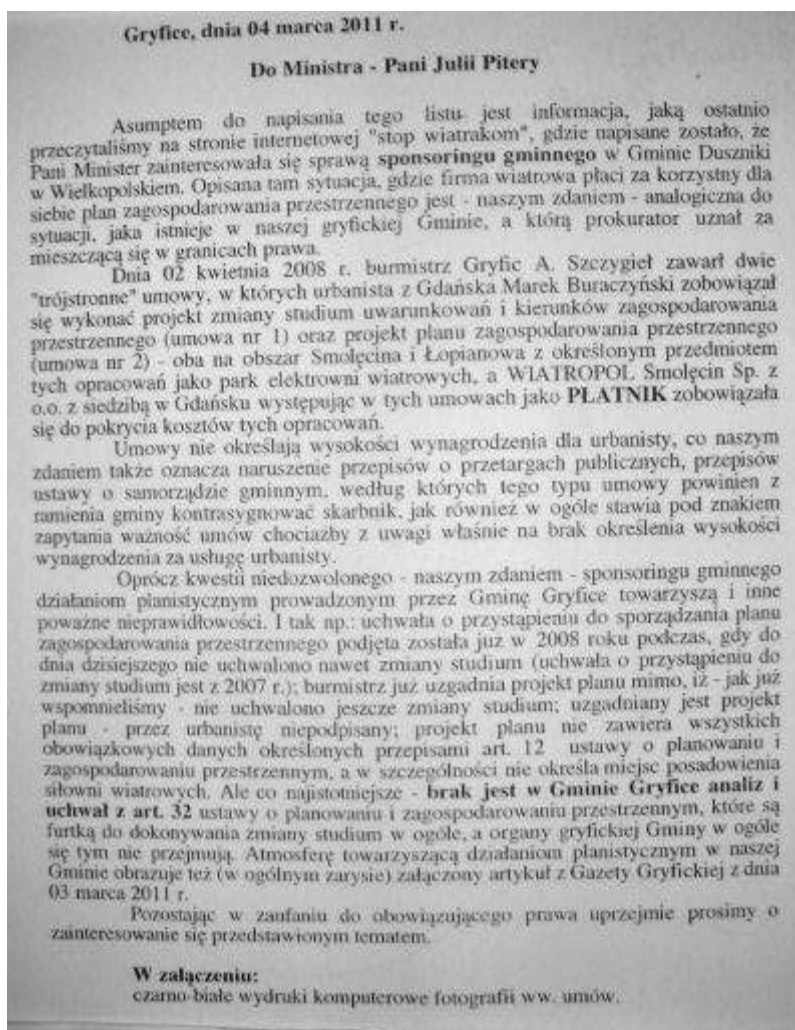 Gryfice, dnia 04 marca 2011 r.
Do Ministra - Pani Julii Pitery
Asumptem do napisania tego listu jest informacja, jaką ostatnio
przeczytaliśmy na stronie internetowej "stop wiatrakom", gdzie napisane zostało, że
Pani Minister zainteresowała się sprawą sponsoringu gminnego w Gminie Duszniki
w Wielkopolskiem. Opisana tam sytuacja, gdzie firma wiatrowa płaci za korzystny dla
siebie plan zagospodarowania przestrzennego jest - naszym zdaniem - analogiczna do
sytuacji, jaka istnieje w naszej gryfickiej Gminie, a którą prokurator uznał za
mieszczącą się w granicach prawa.
Dnia 02 kwietnia 2008 r. burmistrz Gryfic A. Szczygieł zawarł dwie
"trójstronne" umowy, w których urbanista z Gdańska Marek Buraczyński zobowiązał
się wykonać projekt zmiany studium uwarunkowań i kierunków zagospodarowania
przestrzennego (umowa nr 1) oraz projekt planu zagospodarowania przestrzennego
(umowa nr 2) - oba na obszar Smolęcina i Łopianowa z określonym przedmiotem
tych opracowań jako park elektrowni wiatrowych, a WIATROPOL Smolęcin Sp. z
o.o. z siedzibą w Gdańsku występując w tych umowach jako PŁATNIK zobowiązała
się do pokrycia kosztów tych opracowań.
Umowy nie określają wysokości wynagrodzenia dla urbanisty, co naszym
zdaniem także oznacza naruszenie przepisów o przetargach publicznych, przepisów
ustawy o samorządzie gminnym, według których tego typu umowy powinien z
ramienia gminy kontrasygnować skarbnik, jak również w ogóle stawia pod znakiem
zapytania ważność umów chociażby z uwagi właśnie na brak określenia wysokości
wynagrodzenia za usługę urbanisty.
Oprócz kwestii niedozwolonego - naszym zdaniem - sponsoringu gminnego
działaniom planistycznym prowadzonym przez Gminę Gryfice towarzyszą i inne
poważne nieprawidłowości. I tak np.: uchwała o przystąpieniu do sporządzania planu
zagospodarowania przestrzennego podjęta została już w 2008 roku podczas, gdy do
dnia dzisiejszego nie uchwalono nawet zmiany studium (uchwała o przystąpieniu do
zmiany studium jest z 2007 r.); burmistrz już uzgadnia projekt planu mimo, iż - jak już
wspomnieliśmy - nie uchwalono jeszcze zmiany studium; uzgadniany jest projekt
planu - przez urbanistę niepodpisany; projekt planu nie zawiera wszystkich
obowiązkowych danych określonych przepisami art. 12 ustawy o planowaniu i
zagospodarowaniu przestrzennym, a w szczególności nie określa miejsc posadowienia
siłowni wiatrowych. Ale co najistotniejsze - brak jest w Gminie Gryfice analiz i
uchwał z art. 32 ustawy o planowaniu i zagospodarowaniu przestrzennym, które są
furtką do dokonywania zmiany studium w ogóle, a organy gryfickiej Gminy w ogóle
się tym nie przejmują. Atmosferę towarzyszącą działaniom planistycznym w naszej
Gminie obrazuje też (w ogólnym zarysie) załączony artykuł z Gazety Gryfickiej z dnia
03 marca 2011 r.
Pozostając w zaufaniu do obowiązującego prawa uprzejmie prosimy o
zainteresowanie się przedstawionym tematem.
W załączeniu:
czarno-białe wydruki komputerowe fotografii ww. umów.